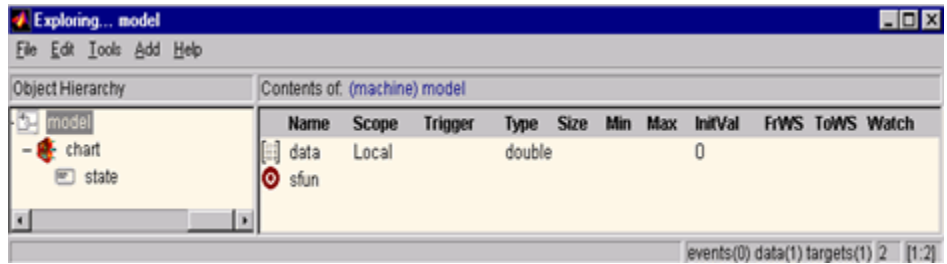 Exploring... model
File Edit Tools Add Help
Object Hierarchy
Contents of: (machine) model
model
chart
state
Name Scope Trigger Type Size Min Max InitVal FrWS ToWS Watch
data Local double 0
sfun
events(0) data(1) targets(1) 2 [1:2]